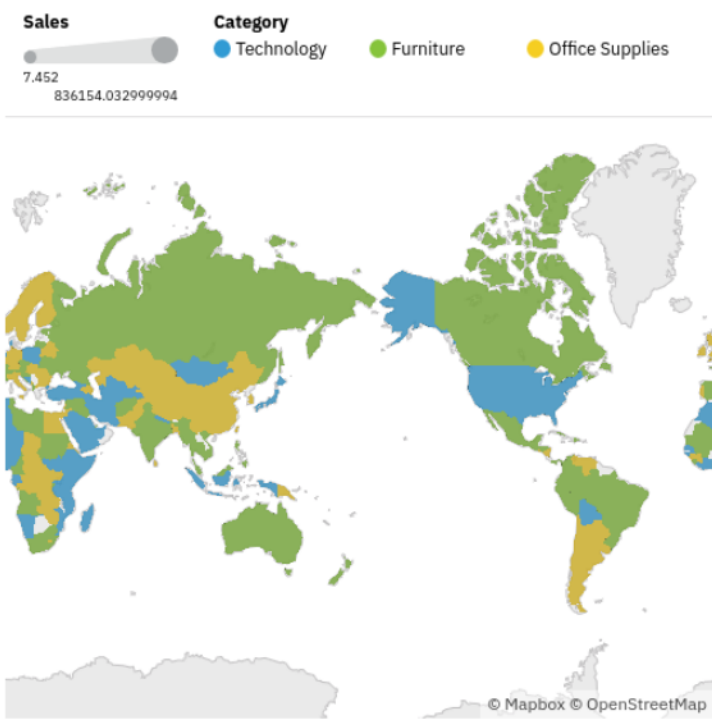 Sales
7.452
836154.032999994
Category
Technology
Furniture
Office Supplies
© Mapbox © OpenStreetMap